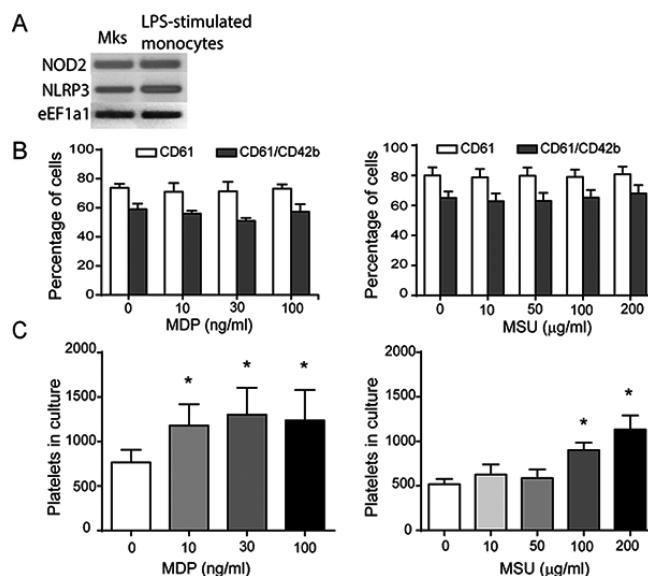 A
Mks
LPS-stimulated
monocytes
NOD2
NLRP3
eEF1a1
B
CD61 CD61/CD42b
Percentage of cells
100
80
60
40
20
0
0 10 30 100
MDP (ng/ml)
CD61 CD61/CD42b
Percentage of cells
100
80
60
40
20
0
0 10 50 100 200
MSU (μg/ml)
C
Platelets in culture
2000
1500
1000
500
0
* * *
0 10 30 100
MDP (ng/ml)
Platelets in culture
2000
1500
1000
500
0
* *
0 10 50 100 200
MSU (μg/ml)